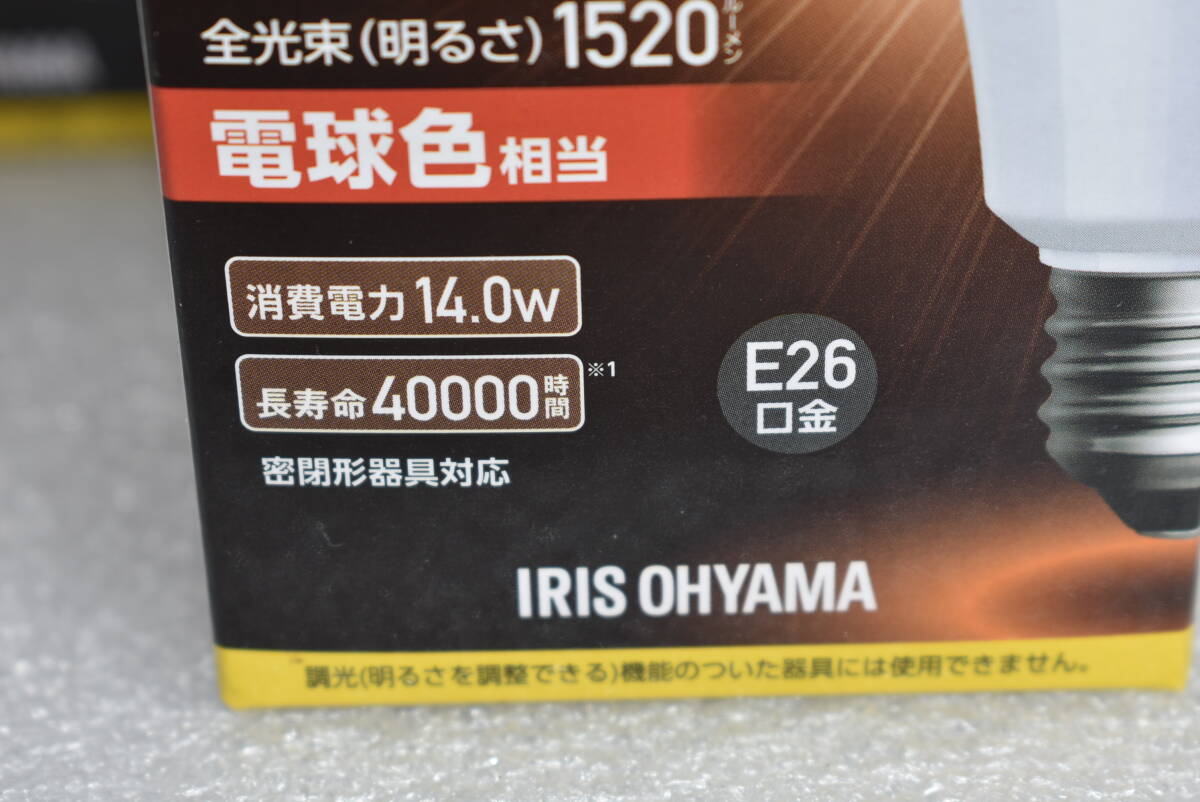 全光束(明るさ)1520ルーメン
電球色相当
消費電力14.0W
長寿命40000時間※1
密閉形器具対応
E26
口金
IRIS OHYAMA
調光(明るさを調整できる)機能のついた器具には使用できません。